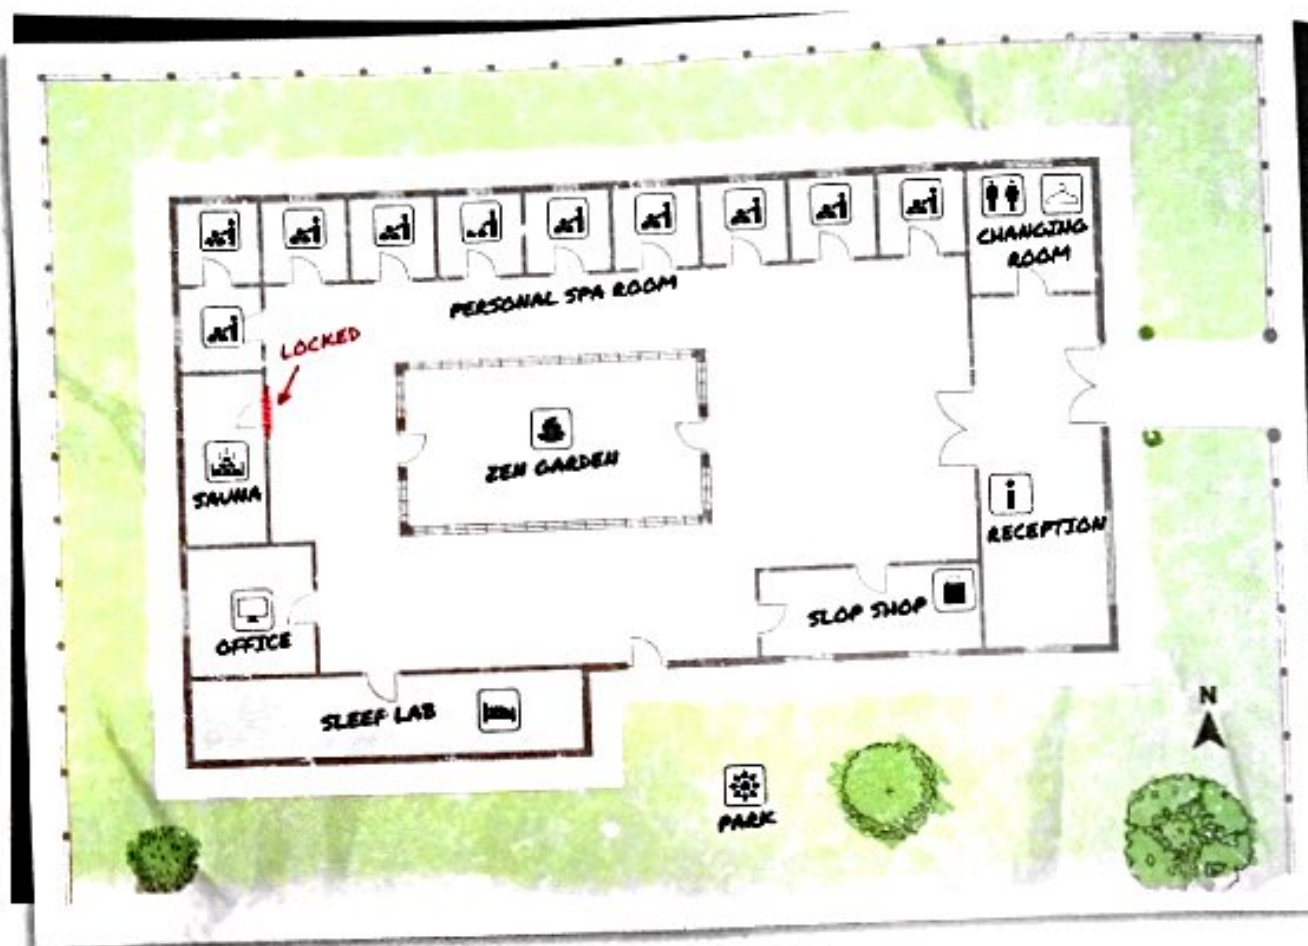 CHANGING
ROOM
PERSONAL SPA ROOM
LOCKED
ZEN GARDEN
SAUNA
RECEPTION
SLOP SHOP
OFFICE
SLEEP LAB
N
PARK